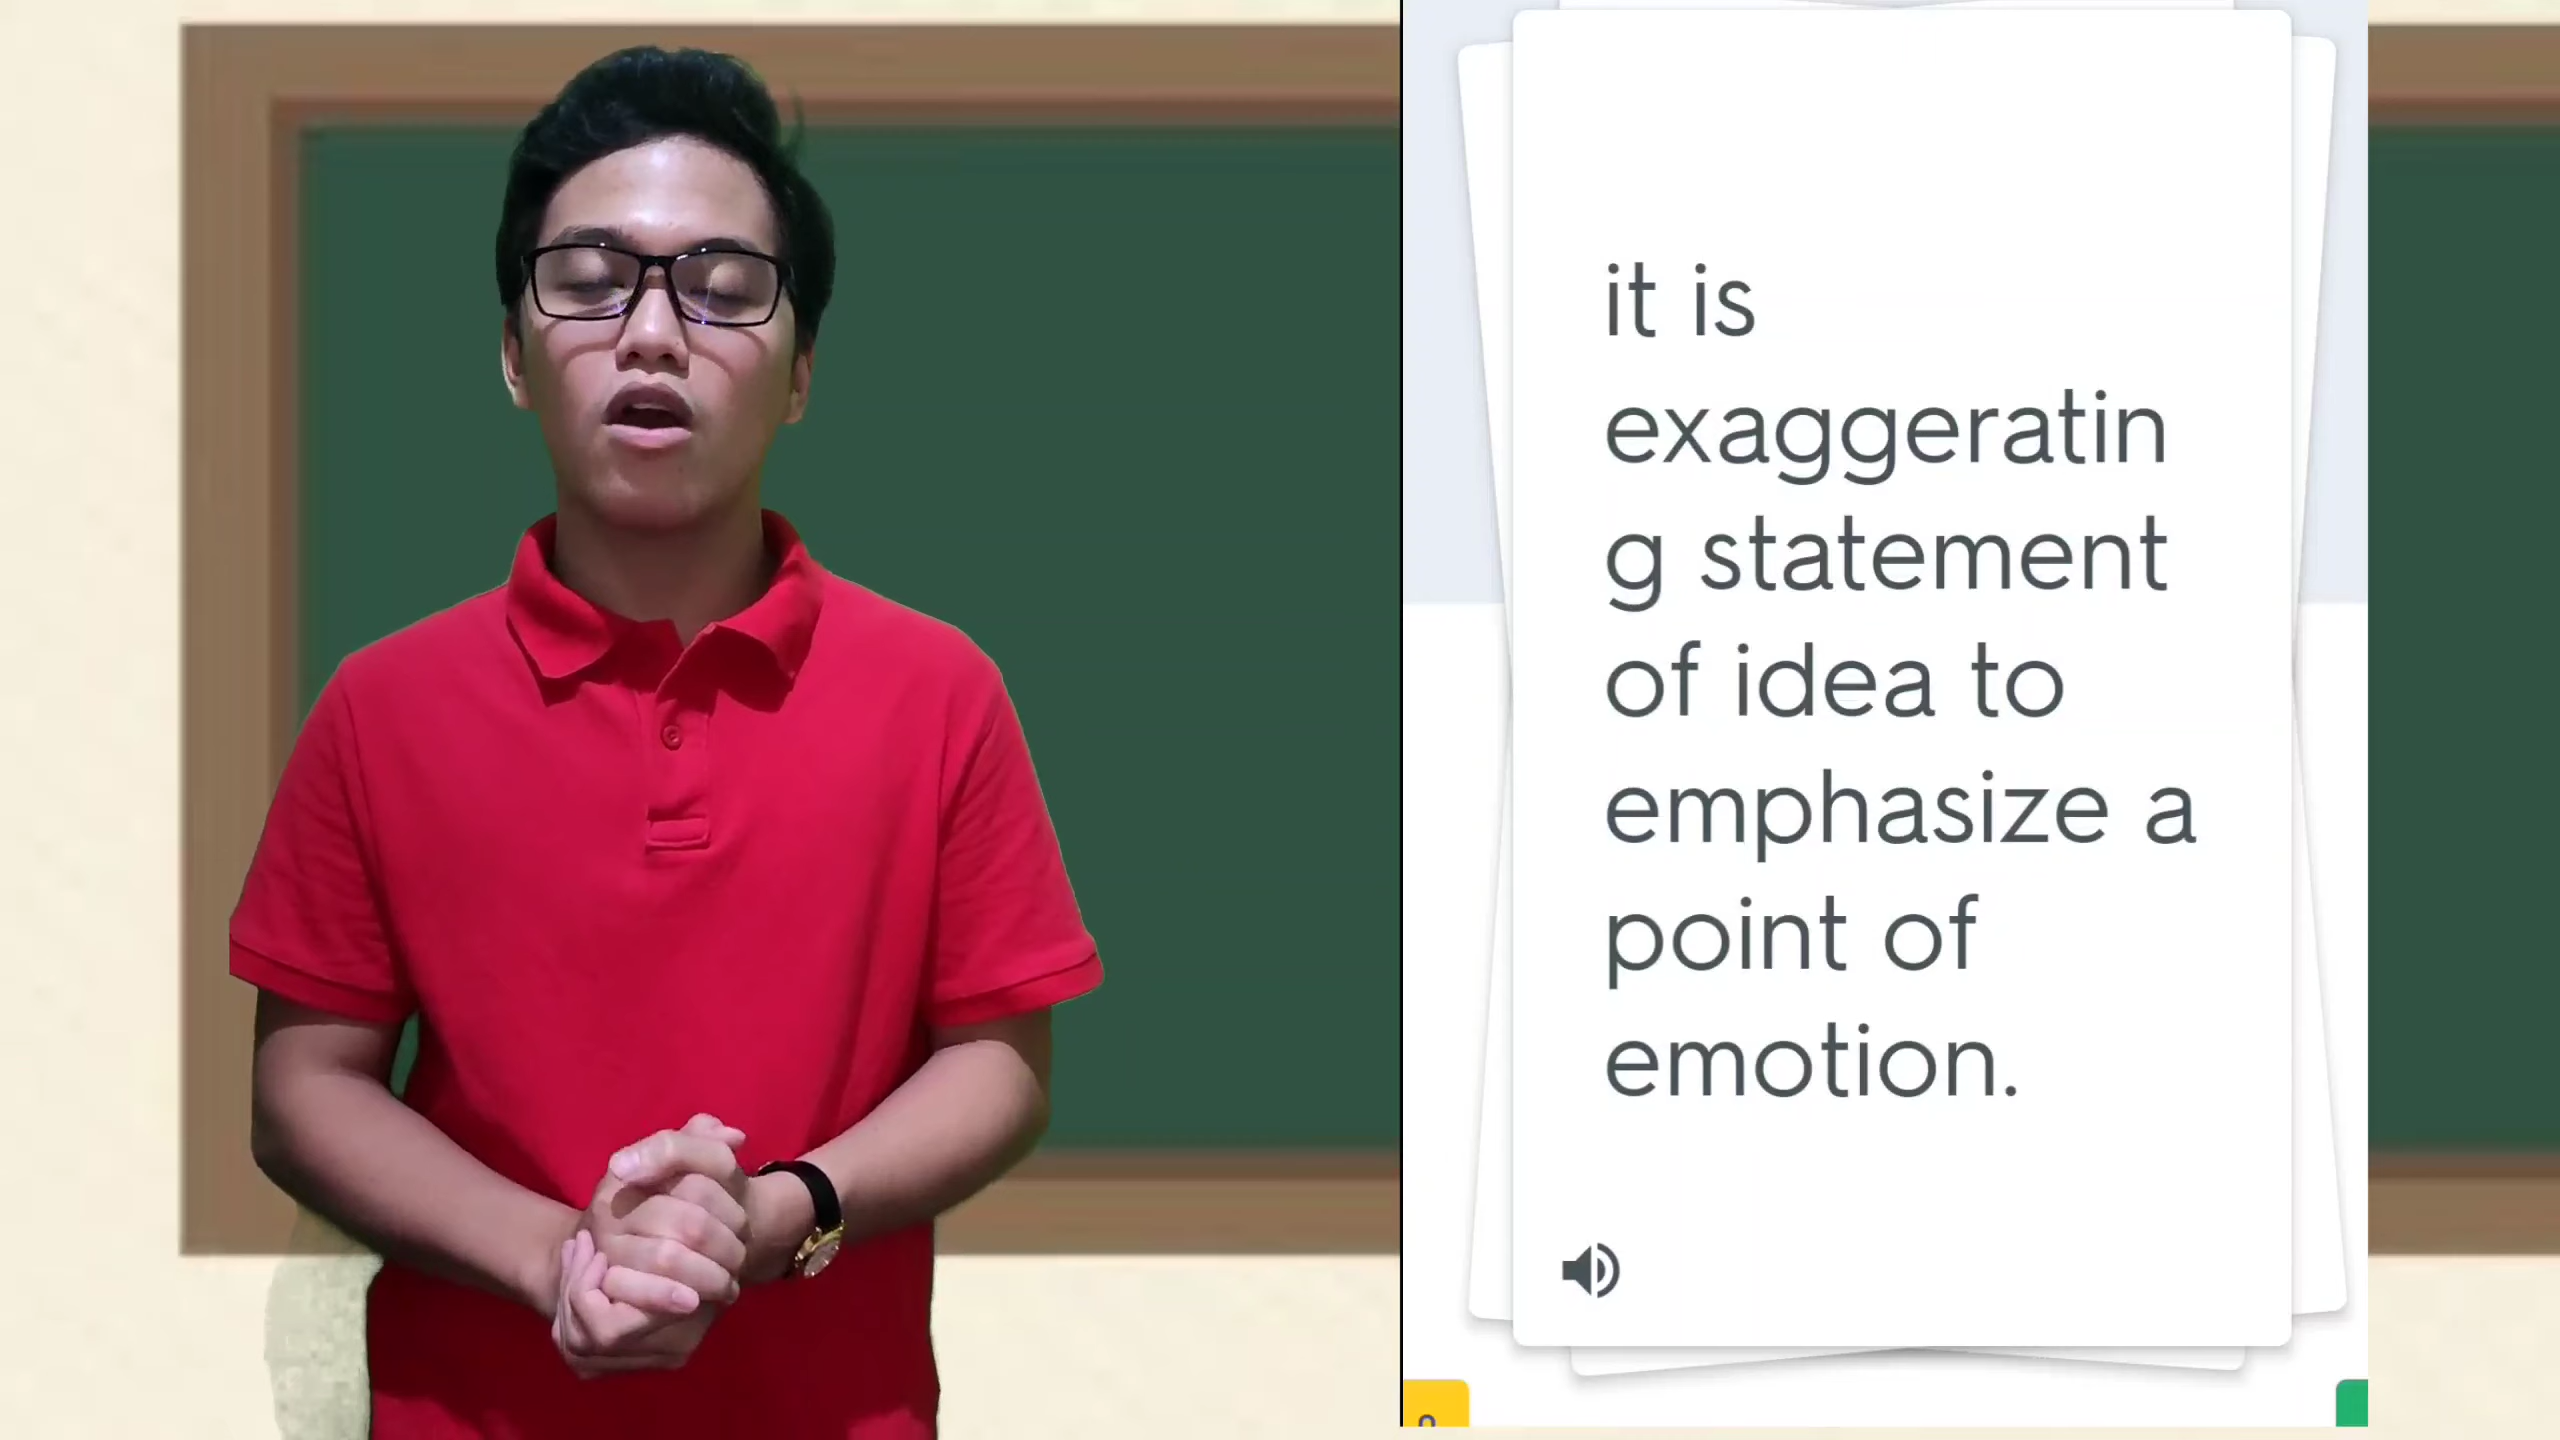 it is
exaggeratin
g statement
of idea to
emphasize a
point of
emotion.